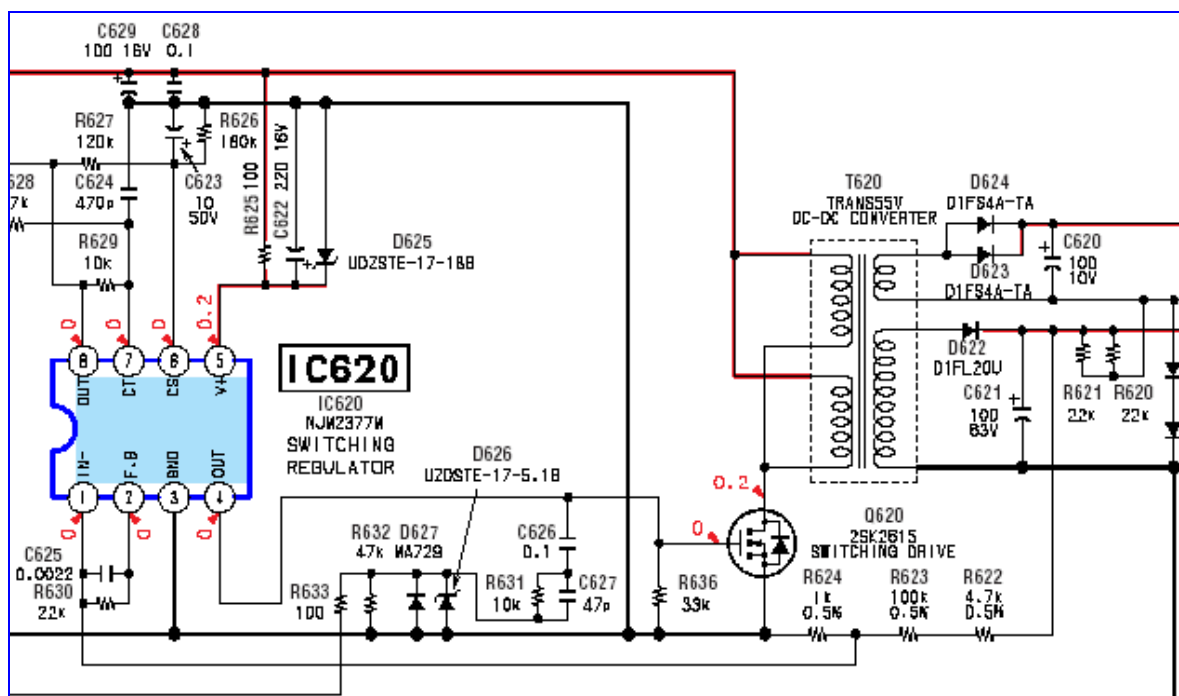 C629 C628
100 16V 0.1
R627
120k
R626
180k
C623
10
50V
C624
470p
628
7k
R629
10k
R625 100
C622 220 16V
D625
UDZSTE-17-18B
0
0
0
0.2
8 7 6 5
OUT CT CS V+
IC620
IC620
NJM2377M
SWITCHING
REGULATOR
IN- F.B GND OUT
1 2 3 4
0
0
0
C625
0.0022
R630
22k
D626
UZDSTE-17-5.1B
R632 D627
47k MA729
R633
100
C626
0.1
R631
10k
C627
47p
R636
33k
0.2
0
Q620
2SK2615
SWITCHING DRIVE
R624
1k
0.5%
R623
100k
0.5%
R622
4.7k
0.5%
T620
TRANS55V
DC-DC CONVERTER
D624
D1FS4A-TA
D623
D1FS4A-TA
C620
100
10V
D622
D1FL20U
C621
100
63V
R621
22k
R620
22k